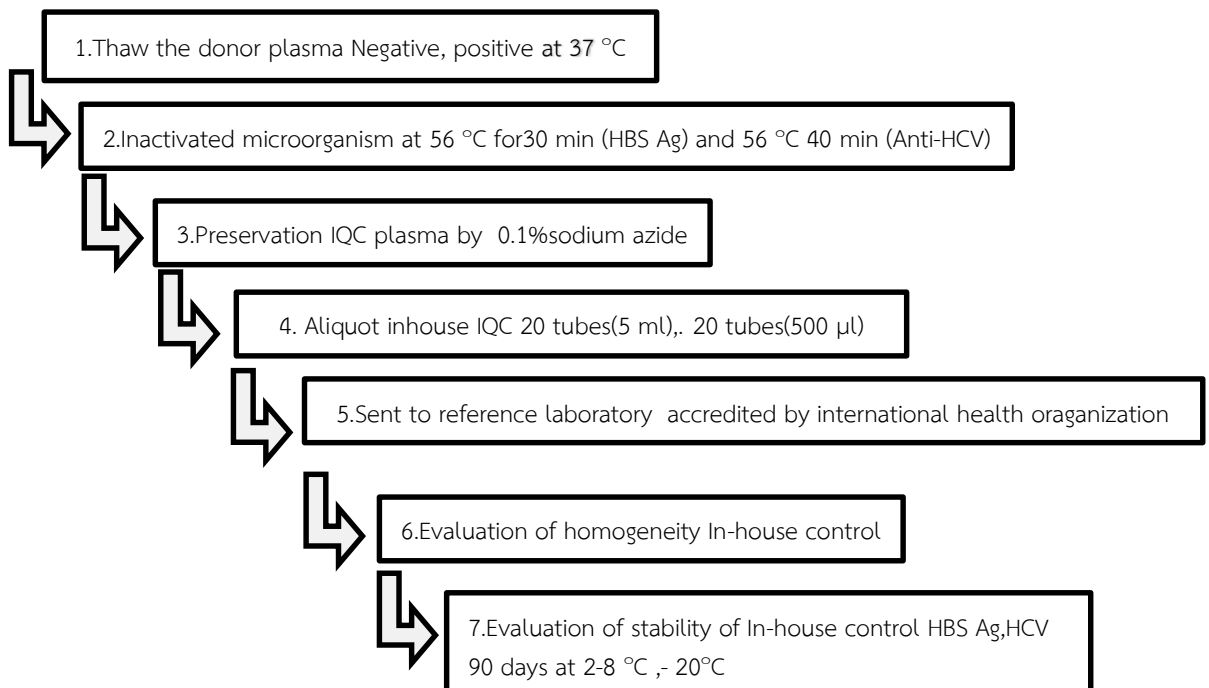 1.Thaw the donor plasma Negative, positive at 37 °C
2.Inactivated microorganism at 56 °C for30 min (HBS Ag) and 56 °C 40 min (Anti-HCV)
3.Preservation IQC plasma by 0.1%sodium azide
4. Aliquot inhouse IQC 20 tubes(5 ml),. 20 tubes(500 µl)
5.Sent to reference laboratory accredited by international health oraganization
6.Evaluation of homogeneity In-house control
7.Evaluation of stability of In-house control HBS Ag,HCV
90 days at 2-8 °C ,- 20°C